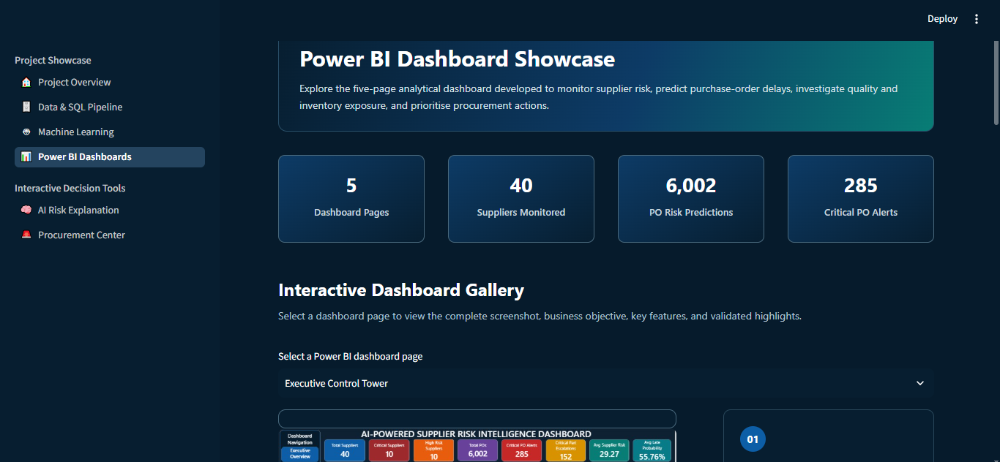 Deploy
Project Showcase
Project Overview
Data & SQL Pipeline
Machine Learning
Power BI Dashboards
Interactive Decision Tools
AI Risk Explanation
Procurement Center
Power BI Dashboard Showcase
Explore the five-page analytical dashboard developed to monitor supplier risk, predict purchase-order delays, investigate quality and
inventory exposure, and prioritise procurement actions.
5
Dashboard Pages
40
Suppliers Monitored
6,002
PO Risk Predictions
285
Critical PO Alerts
Interactive Dashboard Gallery
Select a dashboard page to view the complete screenshot, business objective, key features, and validated highlights.
Select a Power BI dashboard page
Executive Control Tower
Dashboard
Navigation
Executive
Overview
AI-POWERED SUPPLIER RISK INTELLIGENCE DASHBOARD
Total Suppliers
40
Critical Suppliers
10
High Risk
Suppliers
10
Total POs
6,002
Critical PO Alerts
285
Critical Part
Escalations
152
Avg Supplier Risk
29.27
Avg Late
Probability
55.76%
01